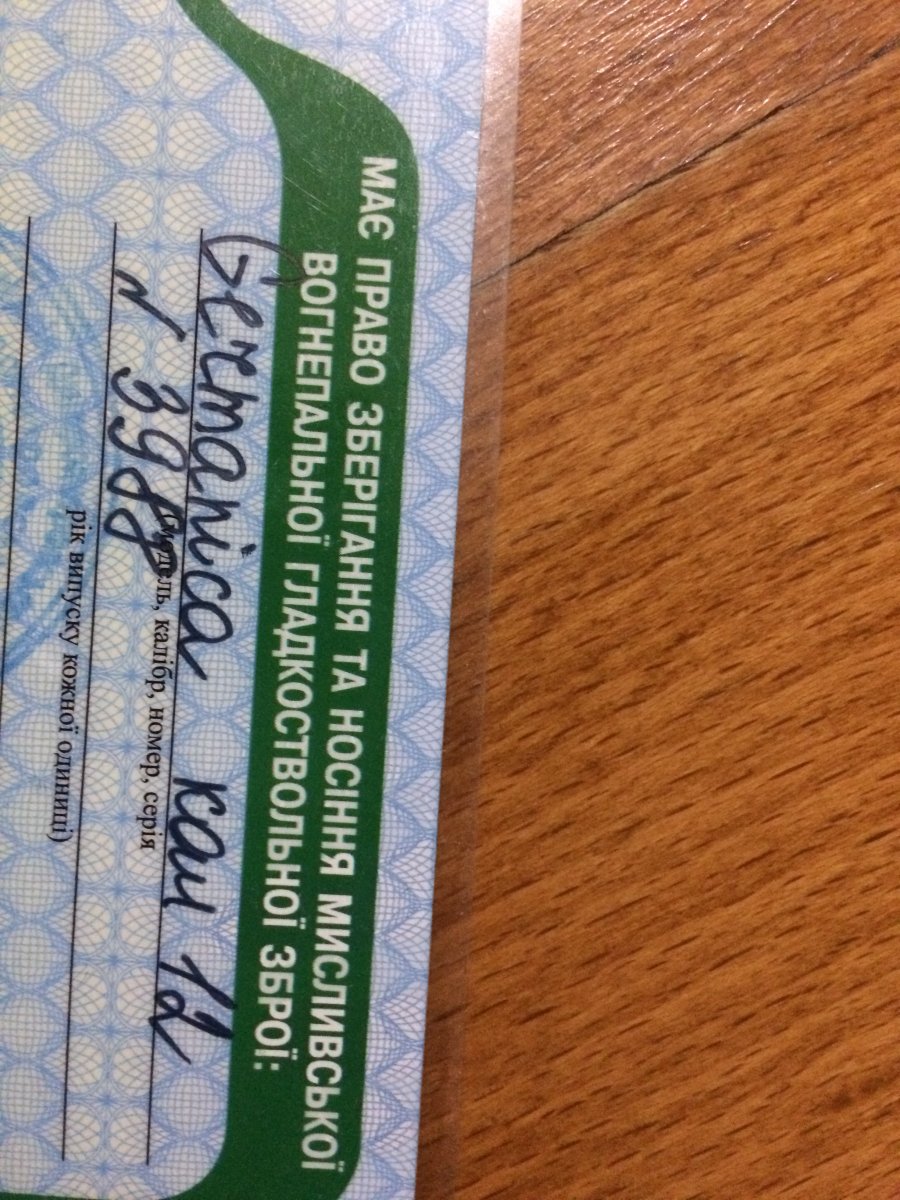 МАЄ ПРАВО ЗБЕРІГАННЯ ТА НОСІННЯ МИСЛИВСЬКОЇ
ВОГНЕПАЛЬНОЇ ГЛАДКОСТВОЛЬНОЇ ЗБРОЇ:
кал 12
(модель, калібр, номер, серія
№ 3988
рік випуску кожної одиниці)